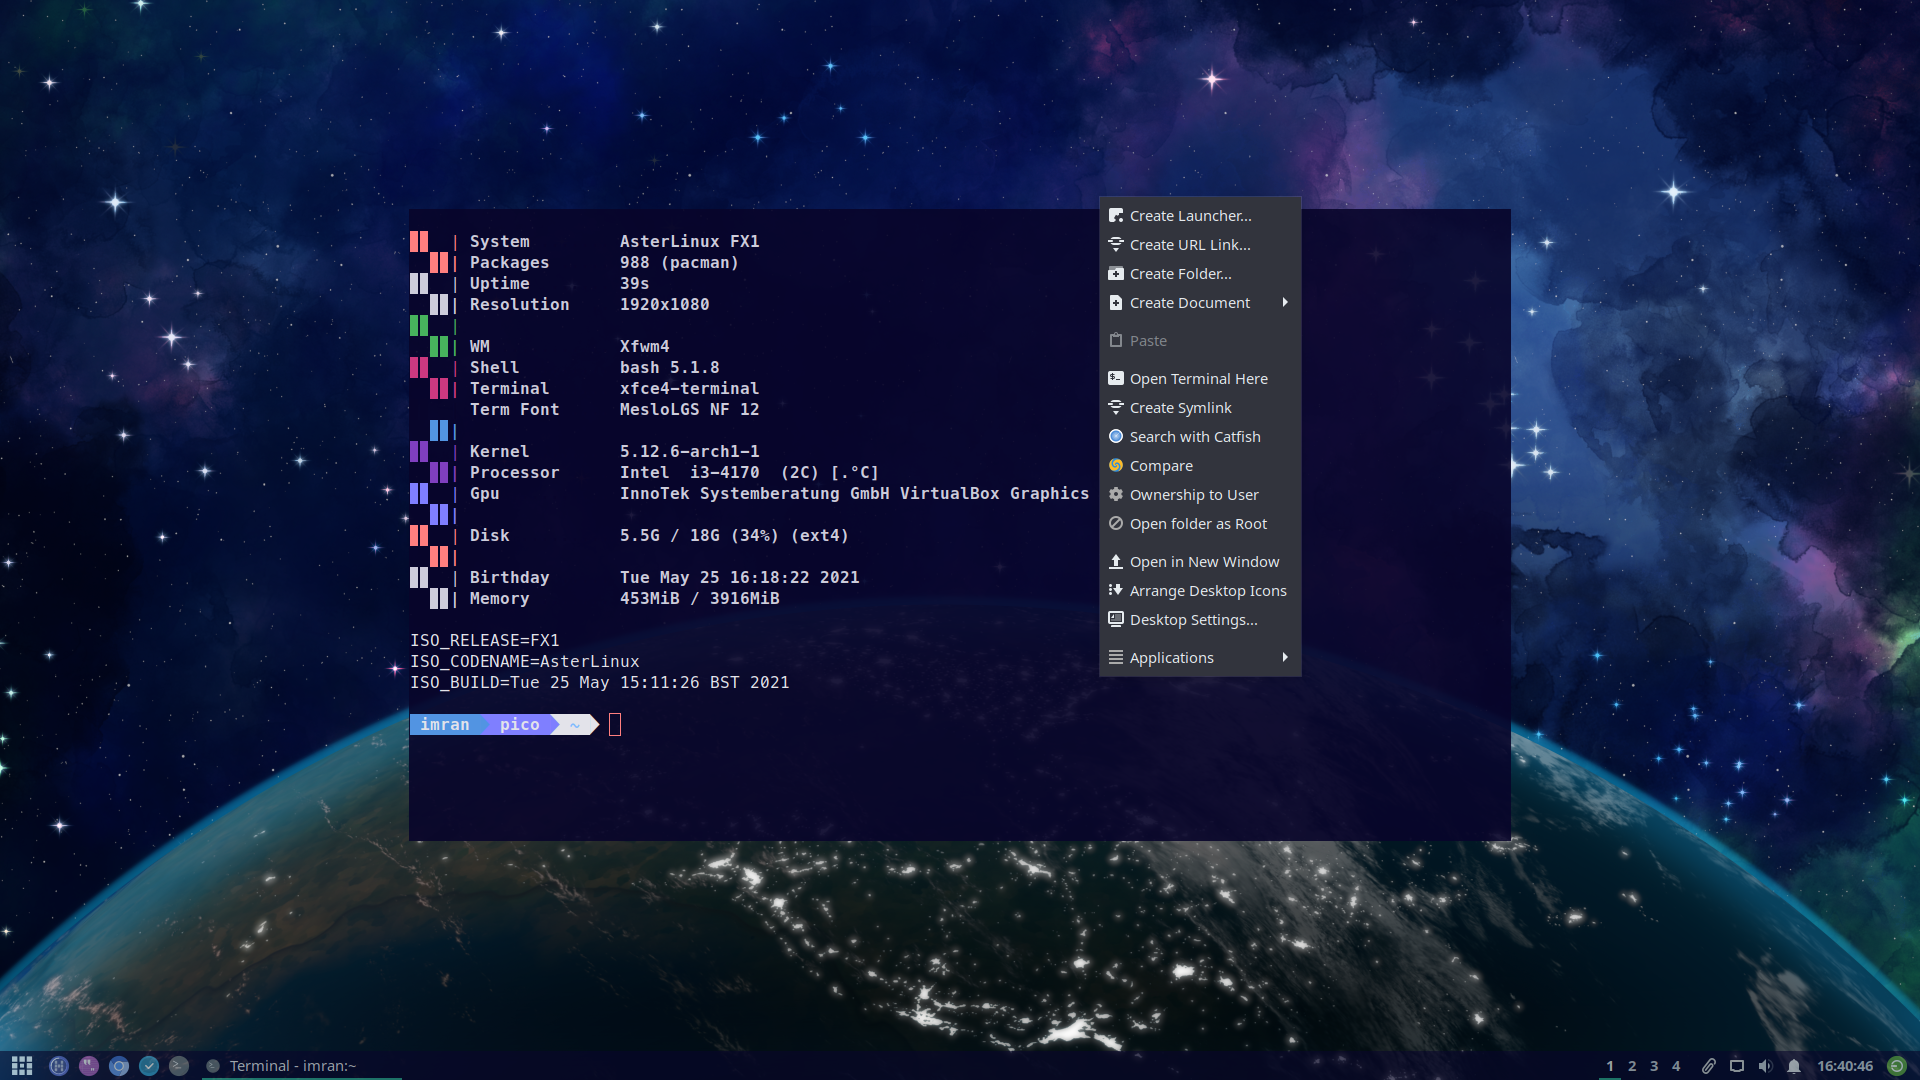 System AsterLinux FX1
Packages 988 (pacman)
Uptime 39s
Resolution 1920x1080
WM Xfwm4
Shell bash 5.1.8
Terminal xfce4-terminal
Term Font MesloLGS NF 12
Kernel 5.12.6-arch1-1
Processor Intel i3-4170 (2C) [.°C]
Gpu InnoTek Systemberatung GmbH VirtualBox Graphics
Disk 5.5G / 18G (34%) (ext4)
Birthday Tue May 25 16:18:22 2021
Memory 453MiB / 3916MiB
ISO_RELEASE=FX1
ISO_CODENAME=AsterLinux
ISO_BUILD=Tue 25 May 15:11:26 BST 2021
imran pico ~
Create Launcher...
Create URL Link...
Create Folder...
Create Document
Paste
Open Terminal Here
Create Symlink
Search with Catfish
Compare
Ownership to User
Open folder as Root
Open in New Window
Arrange Desktop Icons
Desktop Settings...
Applications
Terminal - imran:~
1 2 3 4 16:40:46